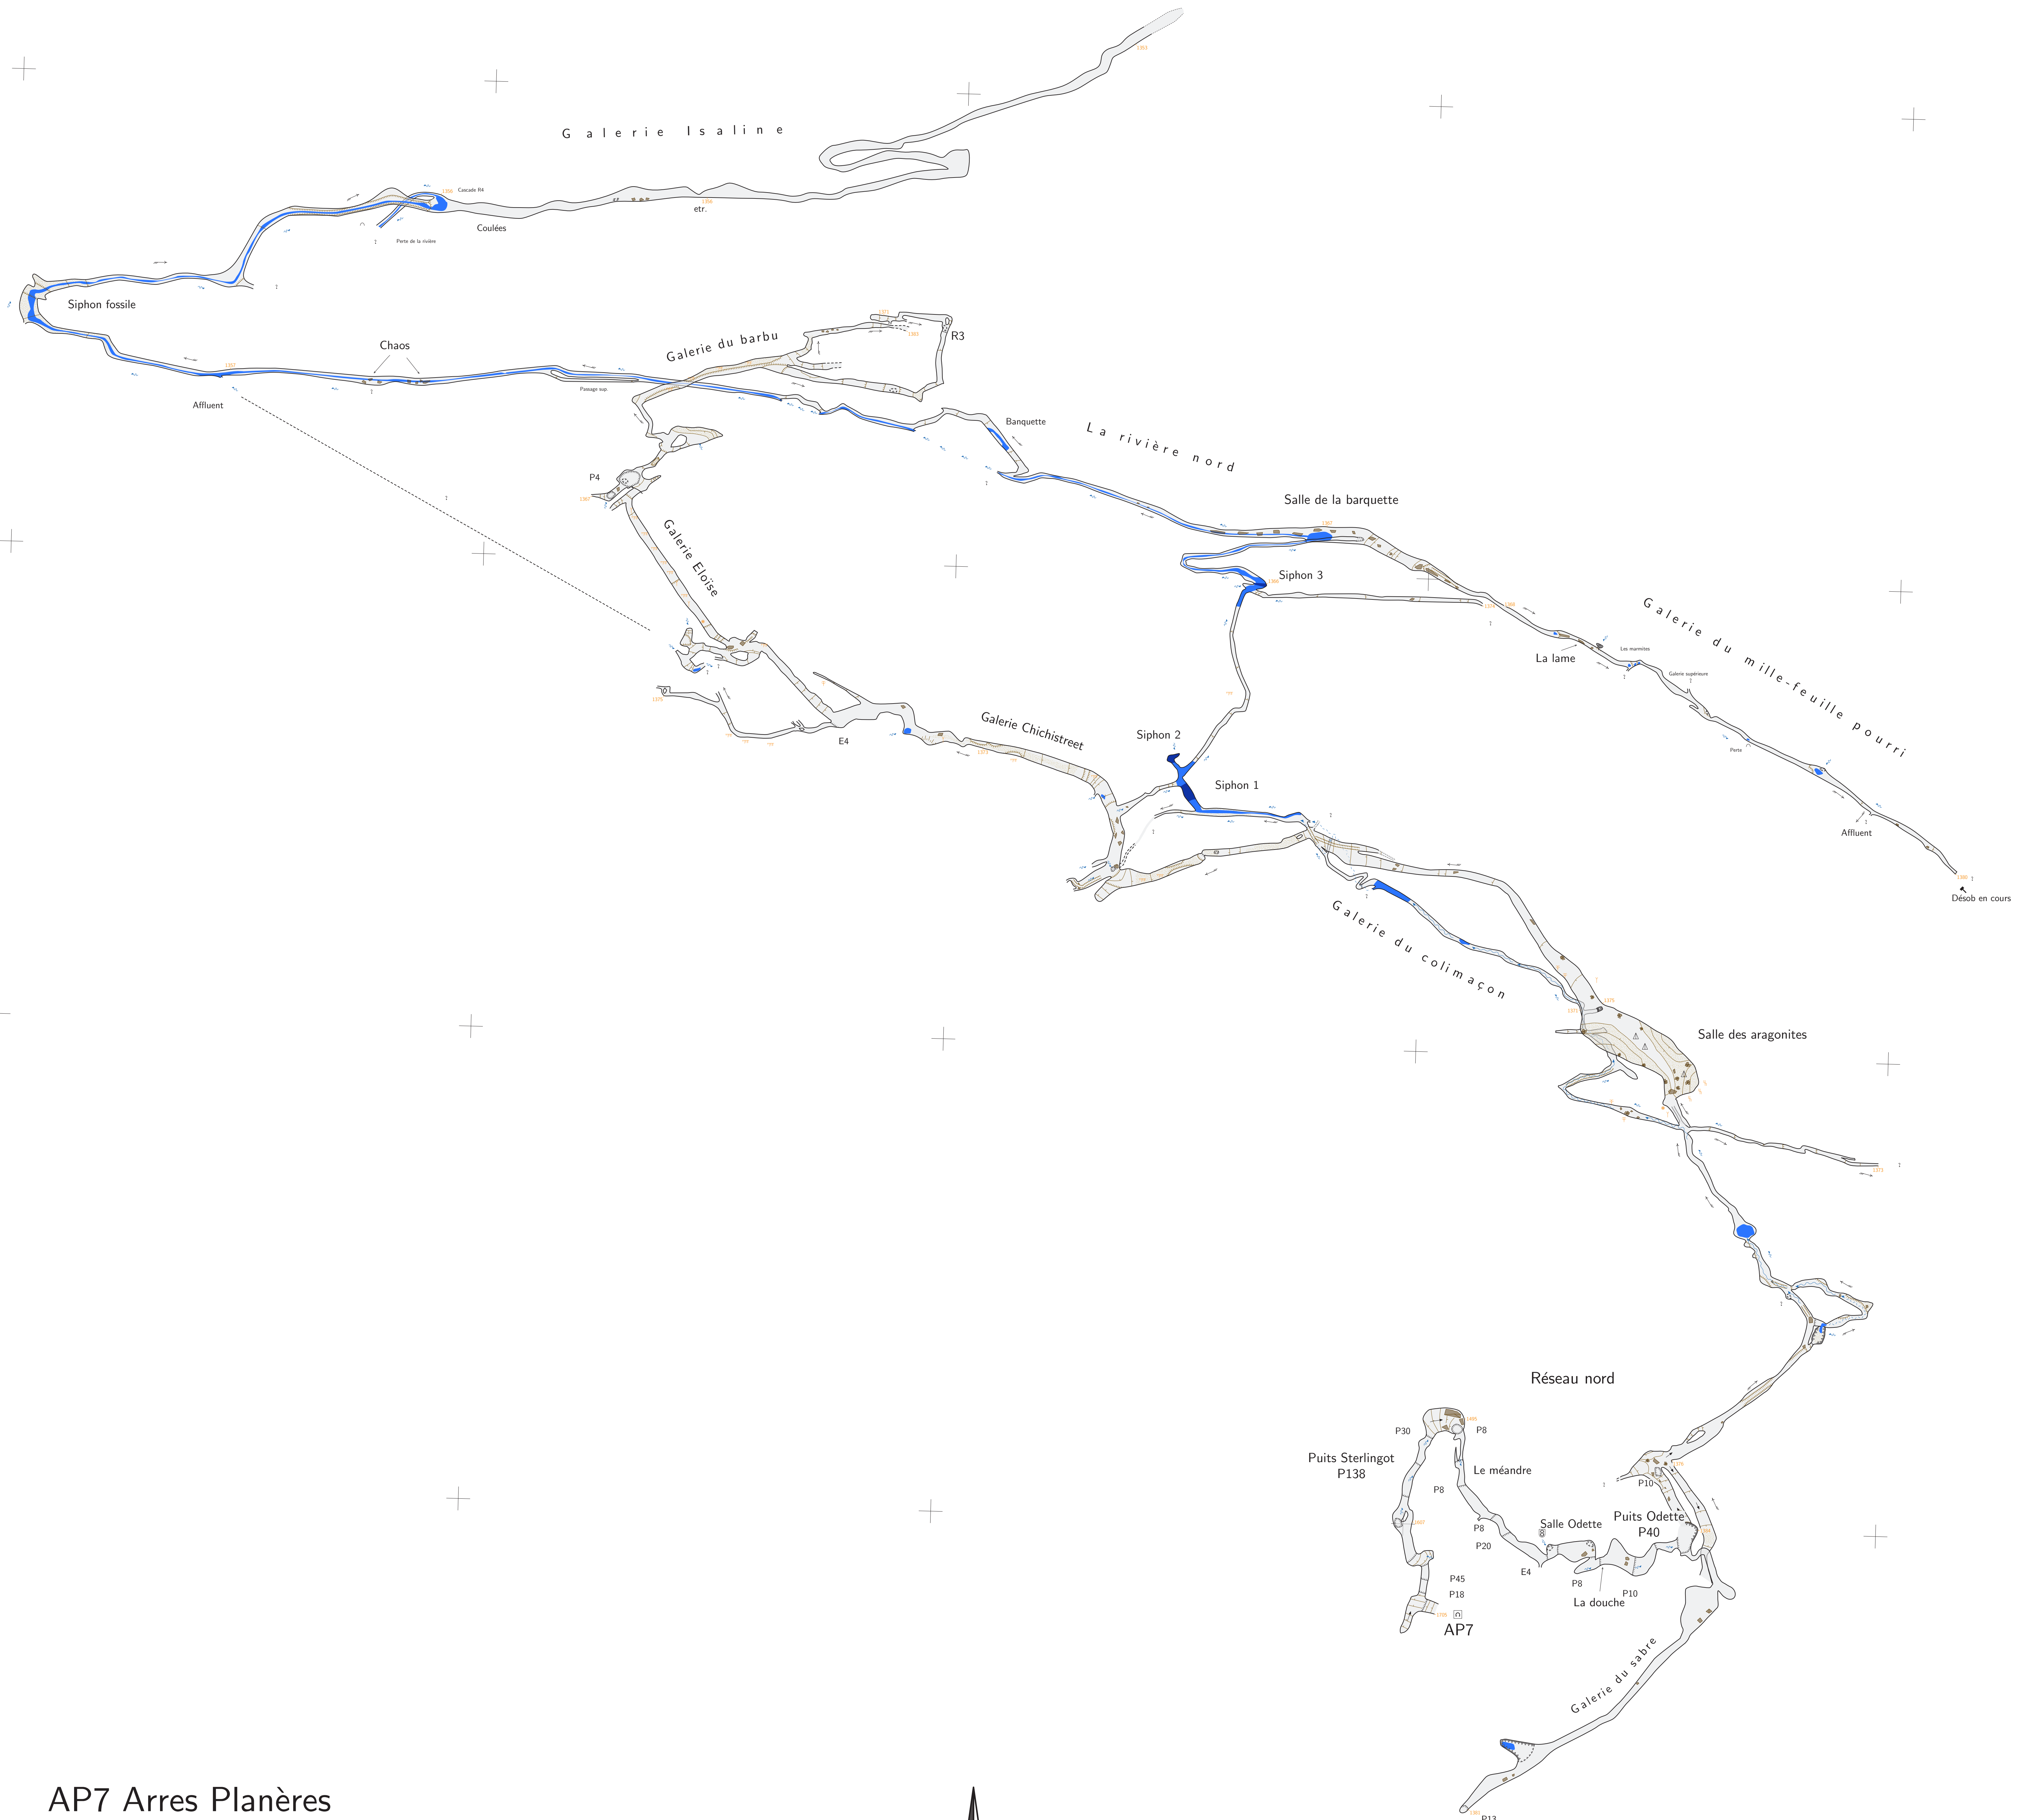 1355
Galerie Isaline
Cascade R4
etr.
Coulées
Perte de la rivière
Siphon fossile
Galerie du barbu
R3
Chaos
1352
Passage sup.
Affluent
Banquette
La rivière nord
P4
Salle de la barquette
Galerie Eloïse
Siphon 3
Galerie du mille-feuille pourri
La lame
Les marmites
Galerie supérieure
Galerie Chichistreet
E4
Siphon 2
Perte
Siphon 1
Affluent
Désob en cours
Galerie du colimaçon
Salle des aragonites
Réseau nord
P30
P8
Puits Sterlingot
P138
Le méandre
P8
P10
Puits Odette
P40
P8
Salle Odette
P20
E4
P8
P10
La douche
P45
P18
AP7
Galerie du sabre
AP7 Arres Planères
P13